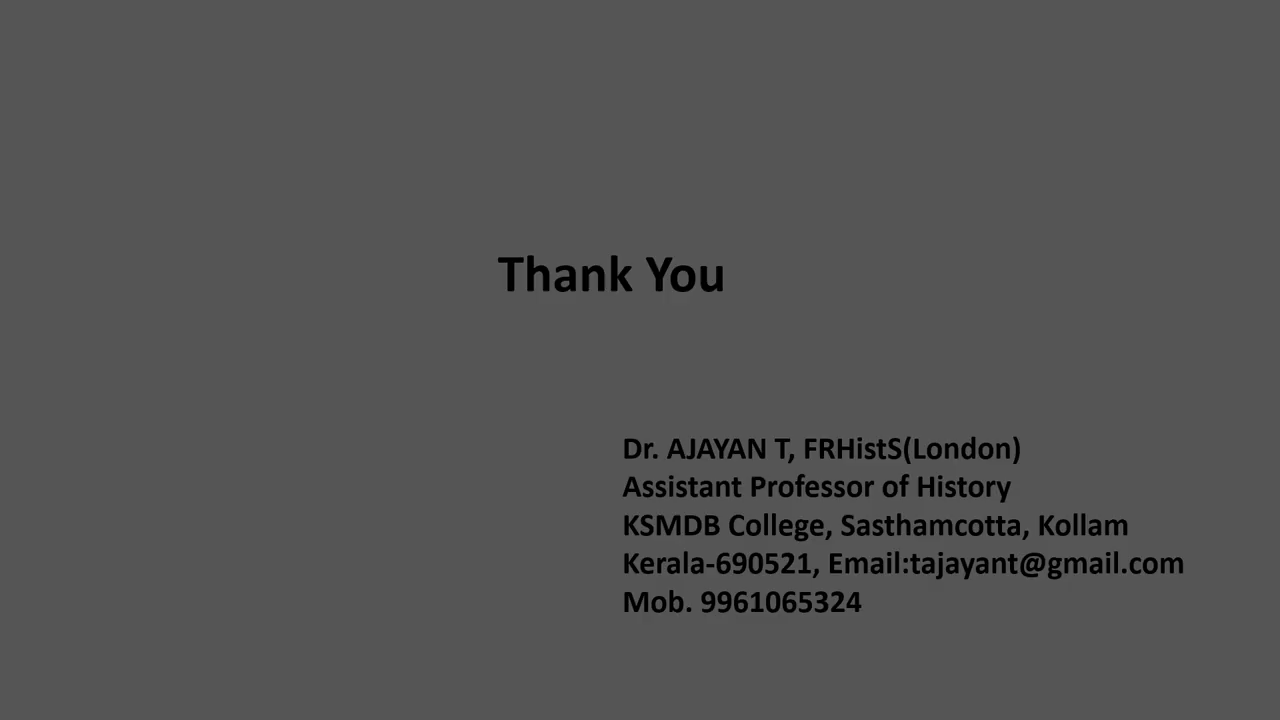 Thank You
Dr. AJAYAN T, FRHistS(London)
Assistant Professor of History
KSMDB College, Sasthamcotta, Kollam
Kerala-690521, Email:tajayant@gmail.com
Mob. 9961065324